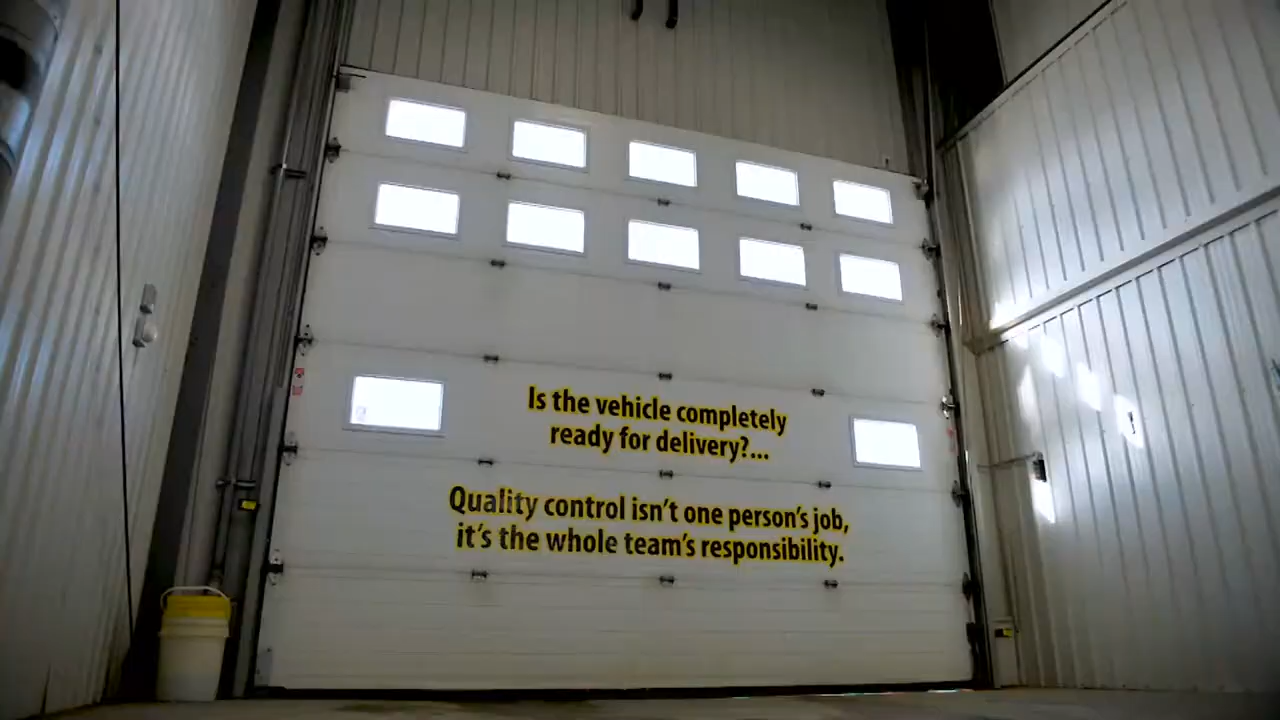 Is the vehicle completely
ready for delivery?...
Quality control isn't one person's job,
it's the whole team's responsibility.